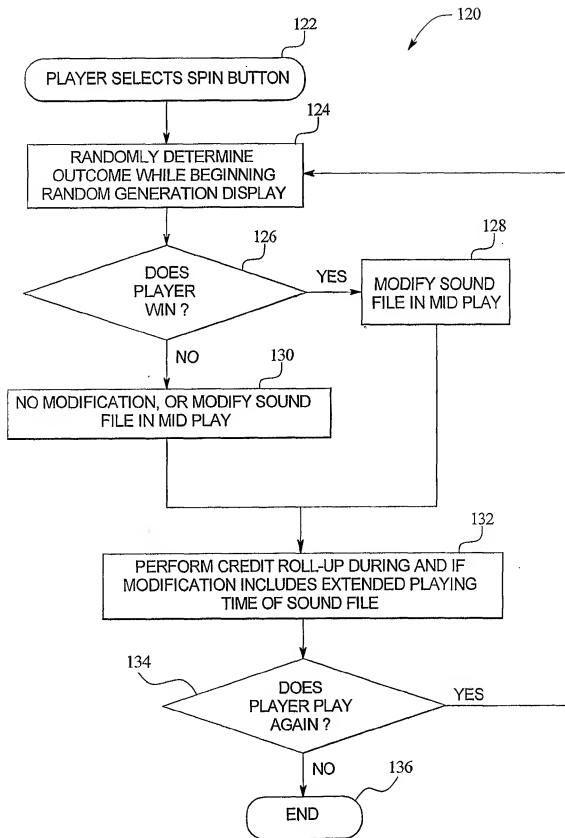 120
122
PLAYER SELECTS SPIN BUTTON
124
RANDOMLY DETERMINE
OUTCOME WHILE BEGINNING
RANDOM GENERATION DISPLAY
126
DOES
PLAYER
WIN ?
YES
128
MODIFY SOUND
FILE IN MID PLAY
NO
130
NO MODIFICATION, OR MODIFY SOUND
FILE IN MID PLAY
132
PERFORM CREDIT ROLL-UP DURING AND IF
MODIFICATION INCLUDES EXTENDED PLAYING
TIME OF SOUND FILE
134
DOES
PLAYER PLAY
AGAIN ?
YES
NO
136
END